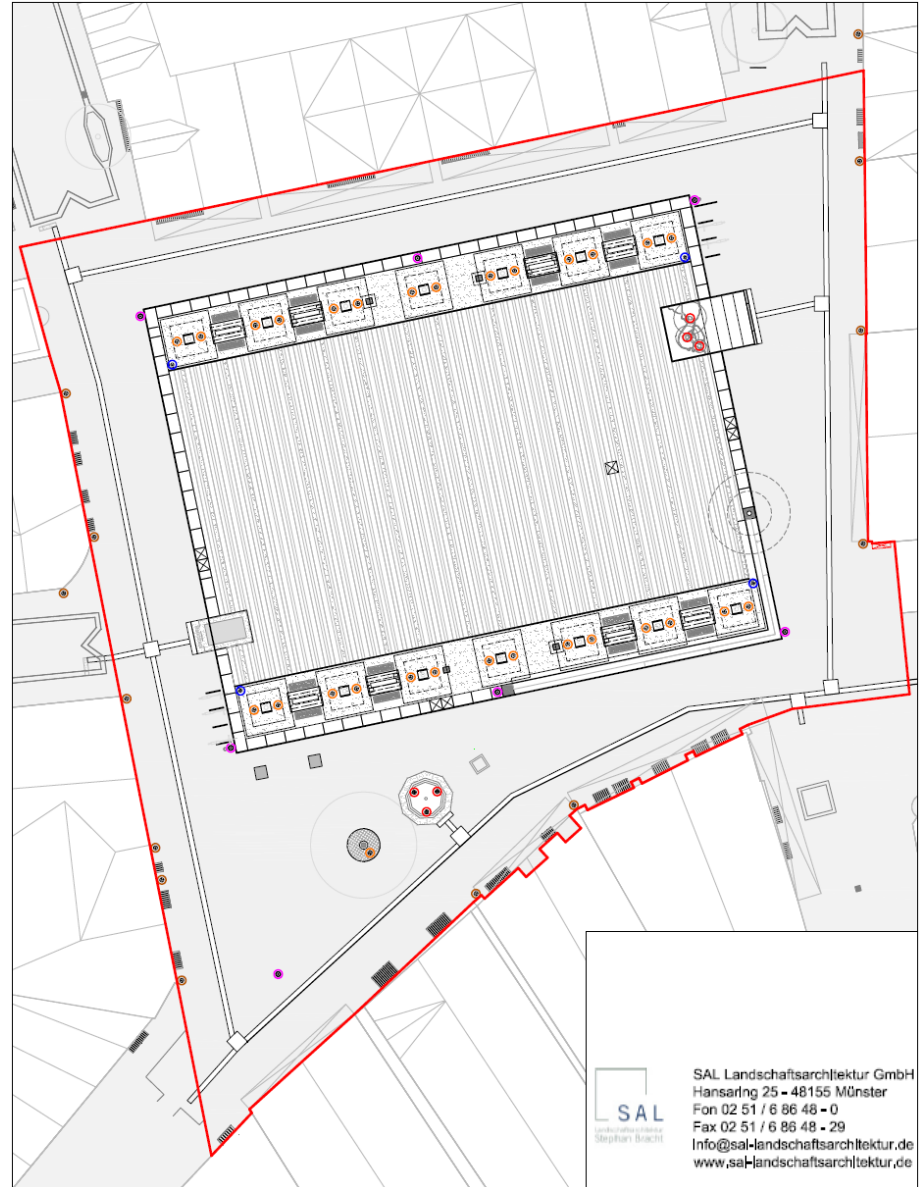 SAL
Landschaftsarchitektur
Stephan Bracht
SAL Landschaftsarchitektur GmbH
Hansaring 25 - 48155 Münster
Fon 02 51 / 6 86 48 - 0
Fax 02 51 / 6 86 48 - 29
info@sal-landschaftsarchitektur.de
www.sal-landschaftsarchitektur.de